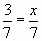 3/7 = x/7